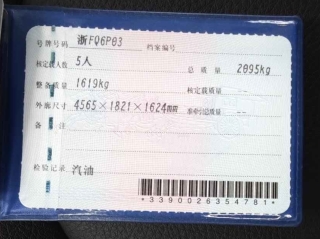 号牌号码 浙FQ6P03 档案编号
核定载人数 5人 总质量 2095kg
整备质量 1619kg 核定载质量 --
外廓尺寸 4565×1821×1624mm 准牵引总质量 --
备注
检验记录 汽油
*3390026354781*